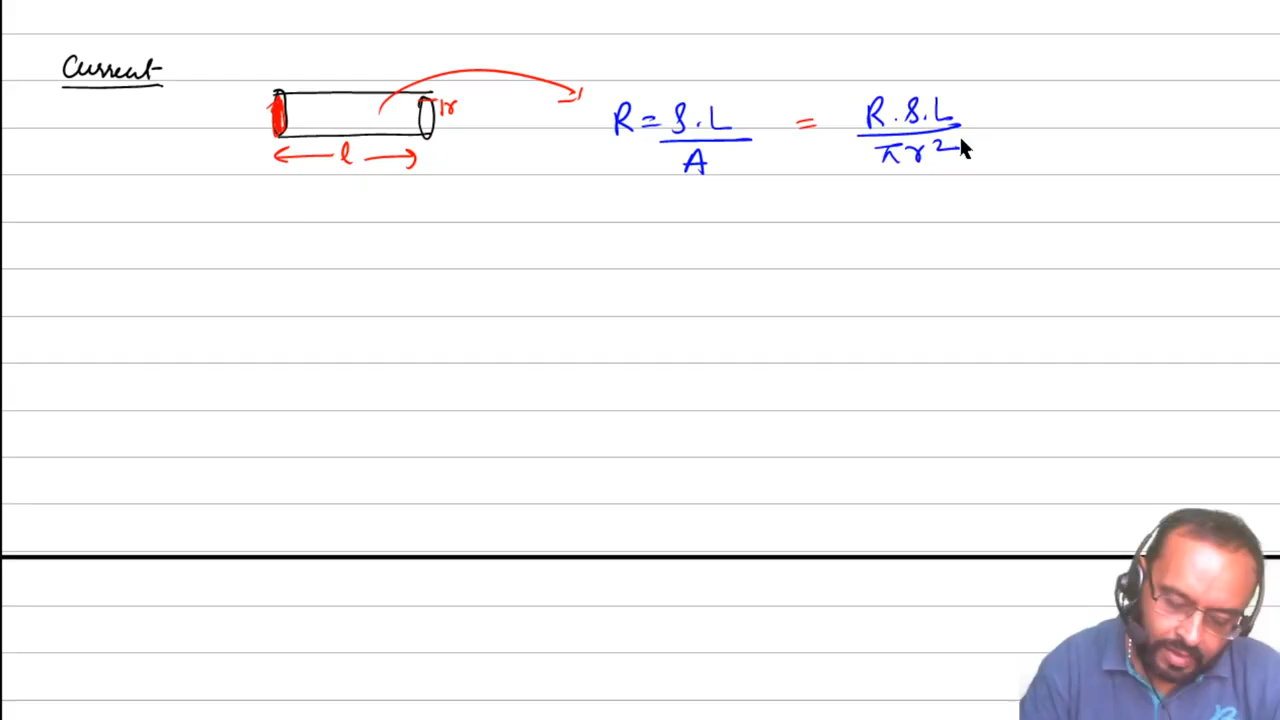 Current
r
l
R = ρ.L / A = R.ρ.L / πr²